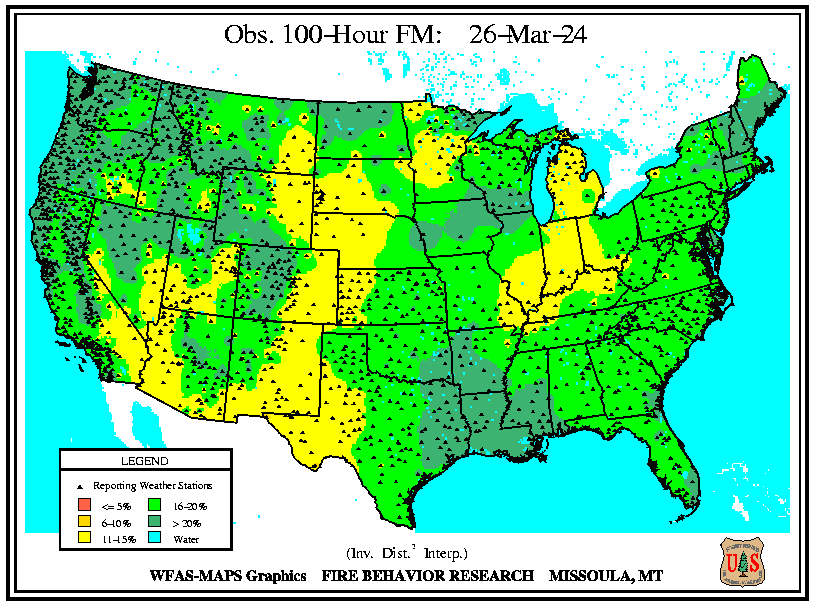 Obs. 100-Hour FM: 26-Mar-24
LEGEND
Reporting Weather Stations
<= 5% 16-20%
6-10% > 20%
11-15% Water
(Inv. Dist.² Interp.)
WFAS-MAPS Graphics FIRE BEHAVIOR RESEARCH MISSOULA, MT
U S